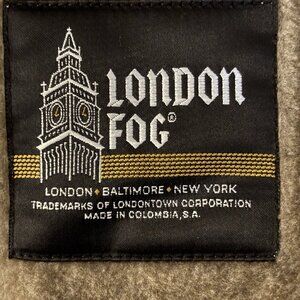 LONDON
FOG®
LONDON • BALTIMORE • NEW YORK
TRADEMARKS OF LONDONTOWN CORPORATION
MADE IN COLOMBIA, S.A.